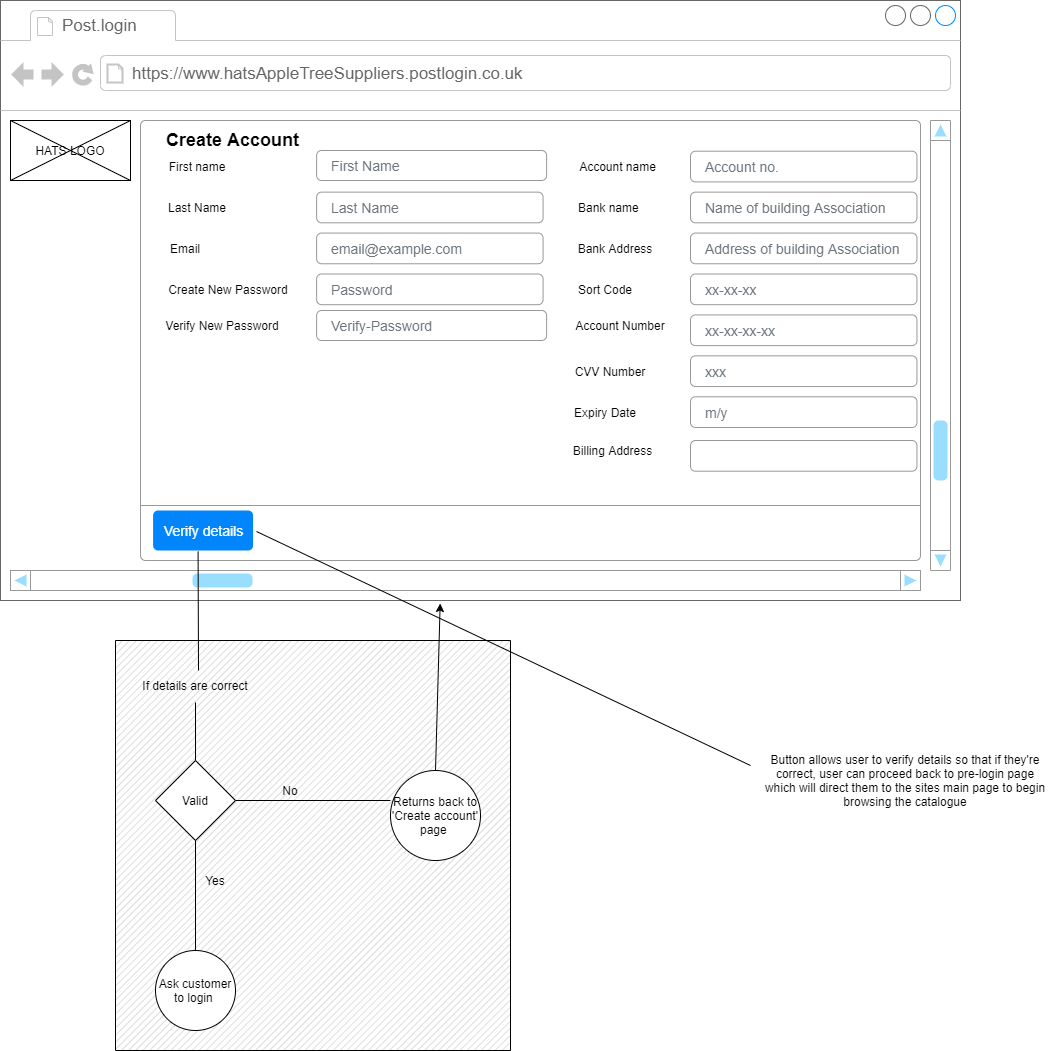 Post.login
https://www.hatsAppleTreeSuppliers.postlogin.co.uk
HATS LOGO
Create Account
First name
First Name
Last Name
Last Name
Email
email@example.com
Create New Password
Password
Verify New Password
Verify-Password
Account name
Account no.
Bank name
Name of building Association
Bank Address
Address of building Association
Sort Code
xx-xx-xx
Account Number
xx-xx-xx-xx
CVV Number
xxx
Expiry Date
m/y
Billing Address
Verify details
If details are correct
Valid
No
Returns back to
'Create account'
page
Yes
Ask customer
to login
Button allows user to verify details so that if they're
correct, user can proceed back to pre-login page
which will direct them to the sites main page to begin
browsing the catalogue